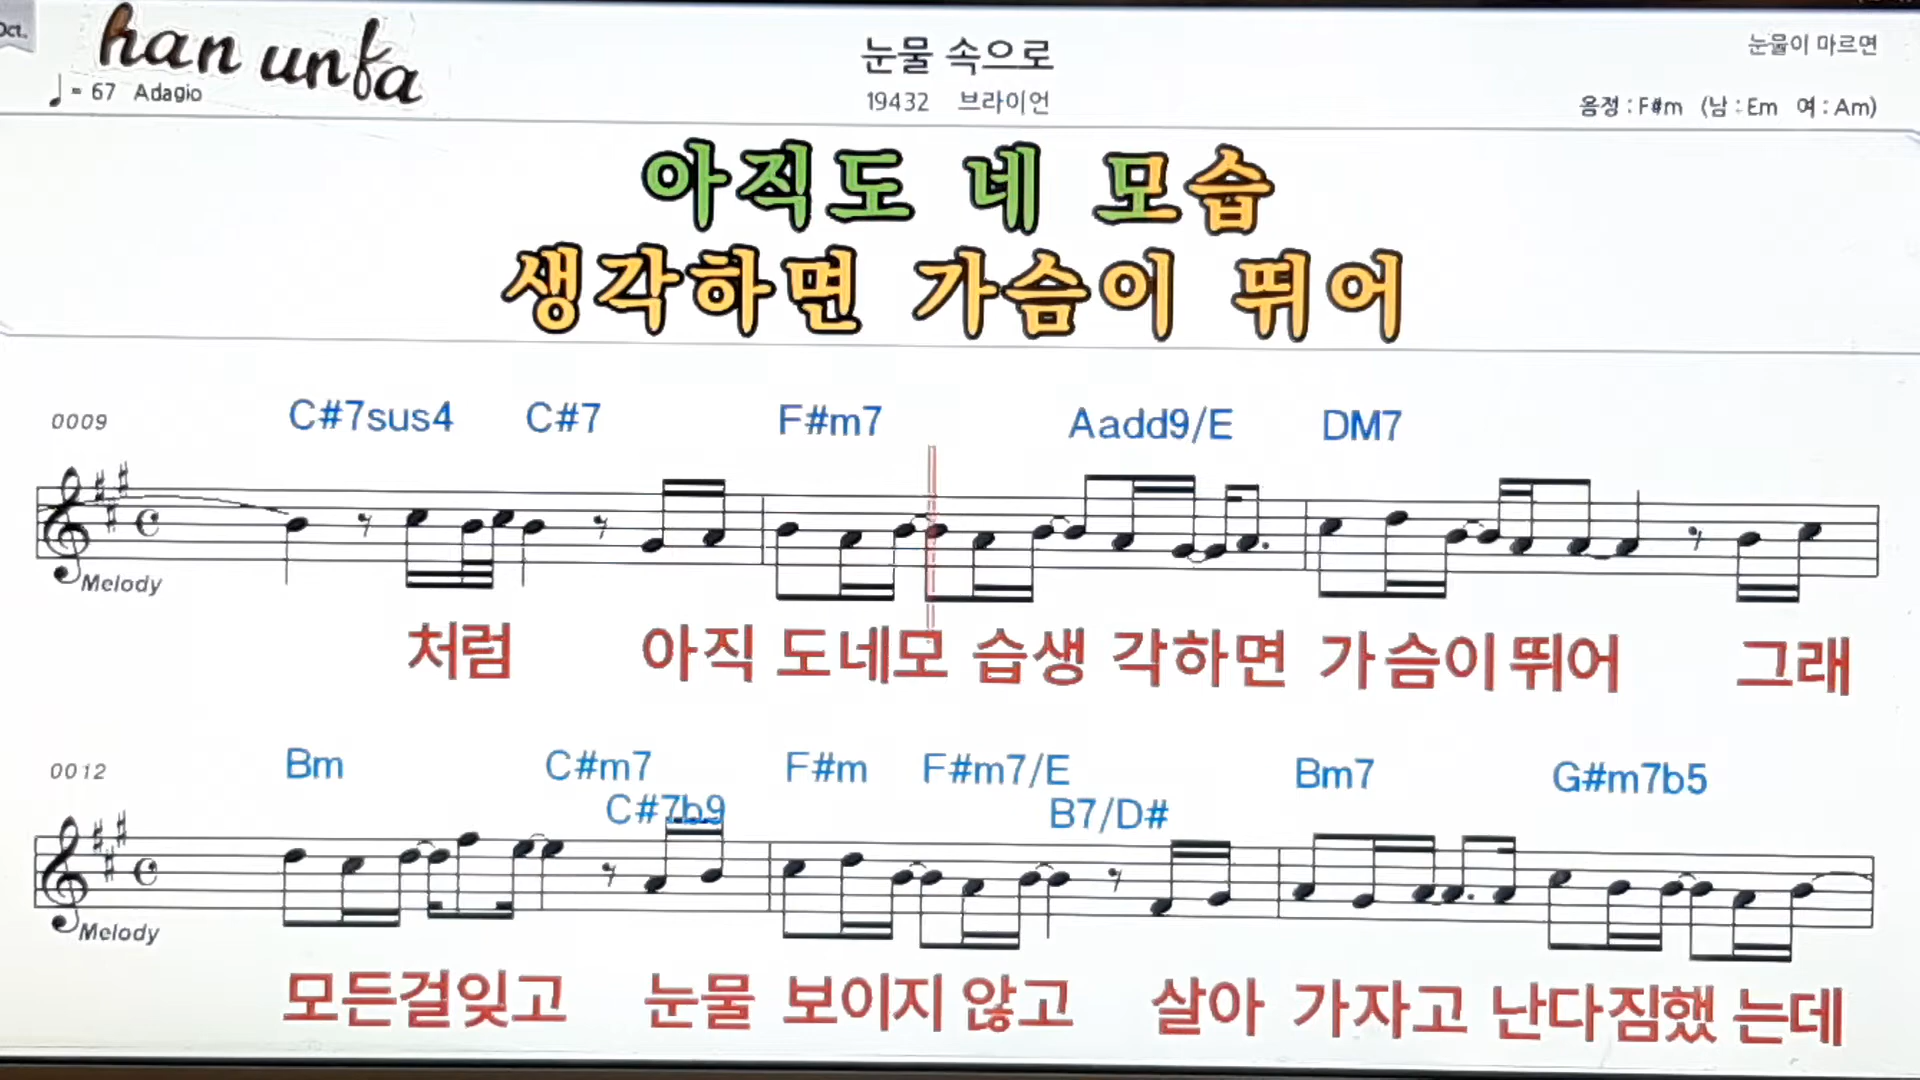 Oct.
han unfa
눈물 속으로
눈물이 마르면
♩= 67 Adagio
19432 브라이언
음정 : F#m (남 : Em 여 : Am)
아직도 네 모습
생각하면 가슴이 뛰어
0009
C#7sus4 C#7 F#m7 Aadd9/E DM7
Melody
처럼 아직 도네모 습생 각하면 가슴이뛰어 그래
0012
Bm C#m7 F#m F#m7/E Bm7 G#m7b5
C#7b9 B7/D#
Melody
모든걸잊고 눈물 보이지 않고 살아 가자고 난다짐했 는데